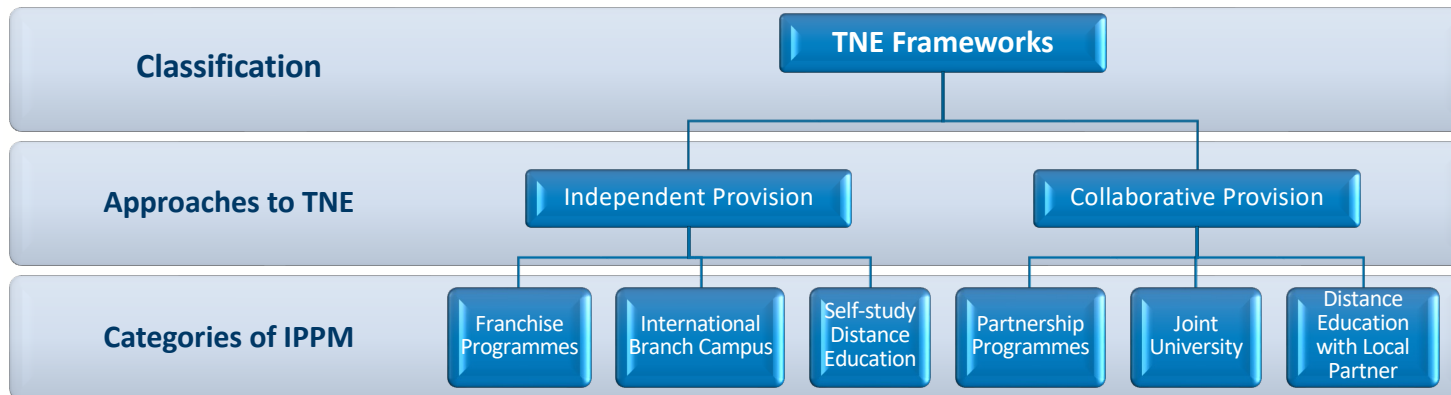 Classification
TNE Frameworks
Approaches to TNE
Independent Provision
Collaborative Provision
Categories of IPPM
Franchise
Programmes
International
Branch Campus
Self-study
Distance
Education
Partnership
Programmes
Joint
University
Distance
Education
with Local
Partner